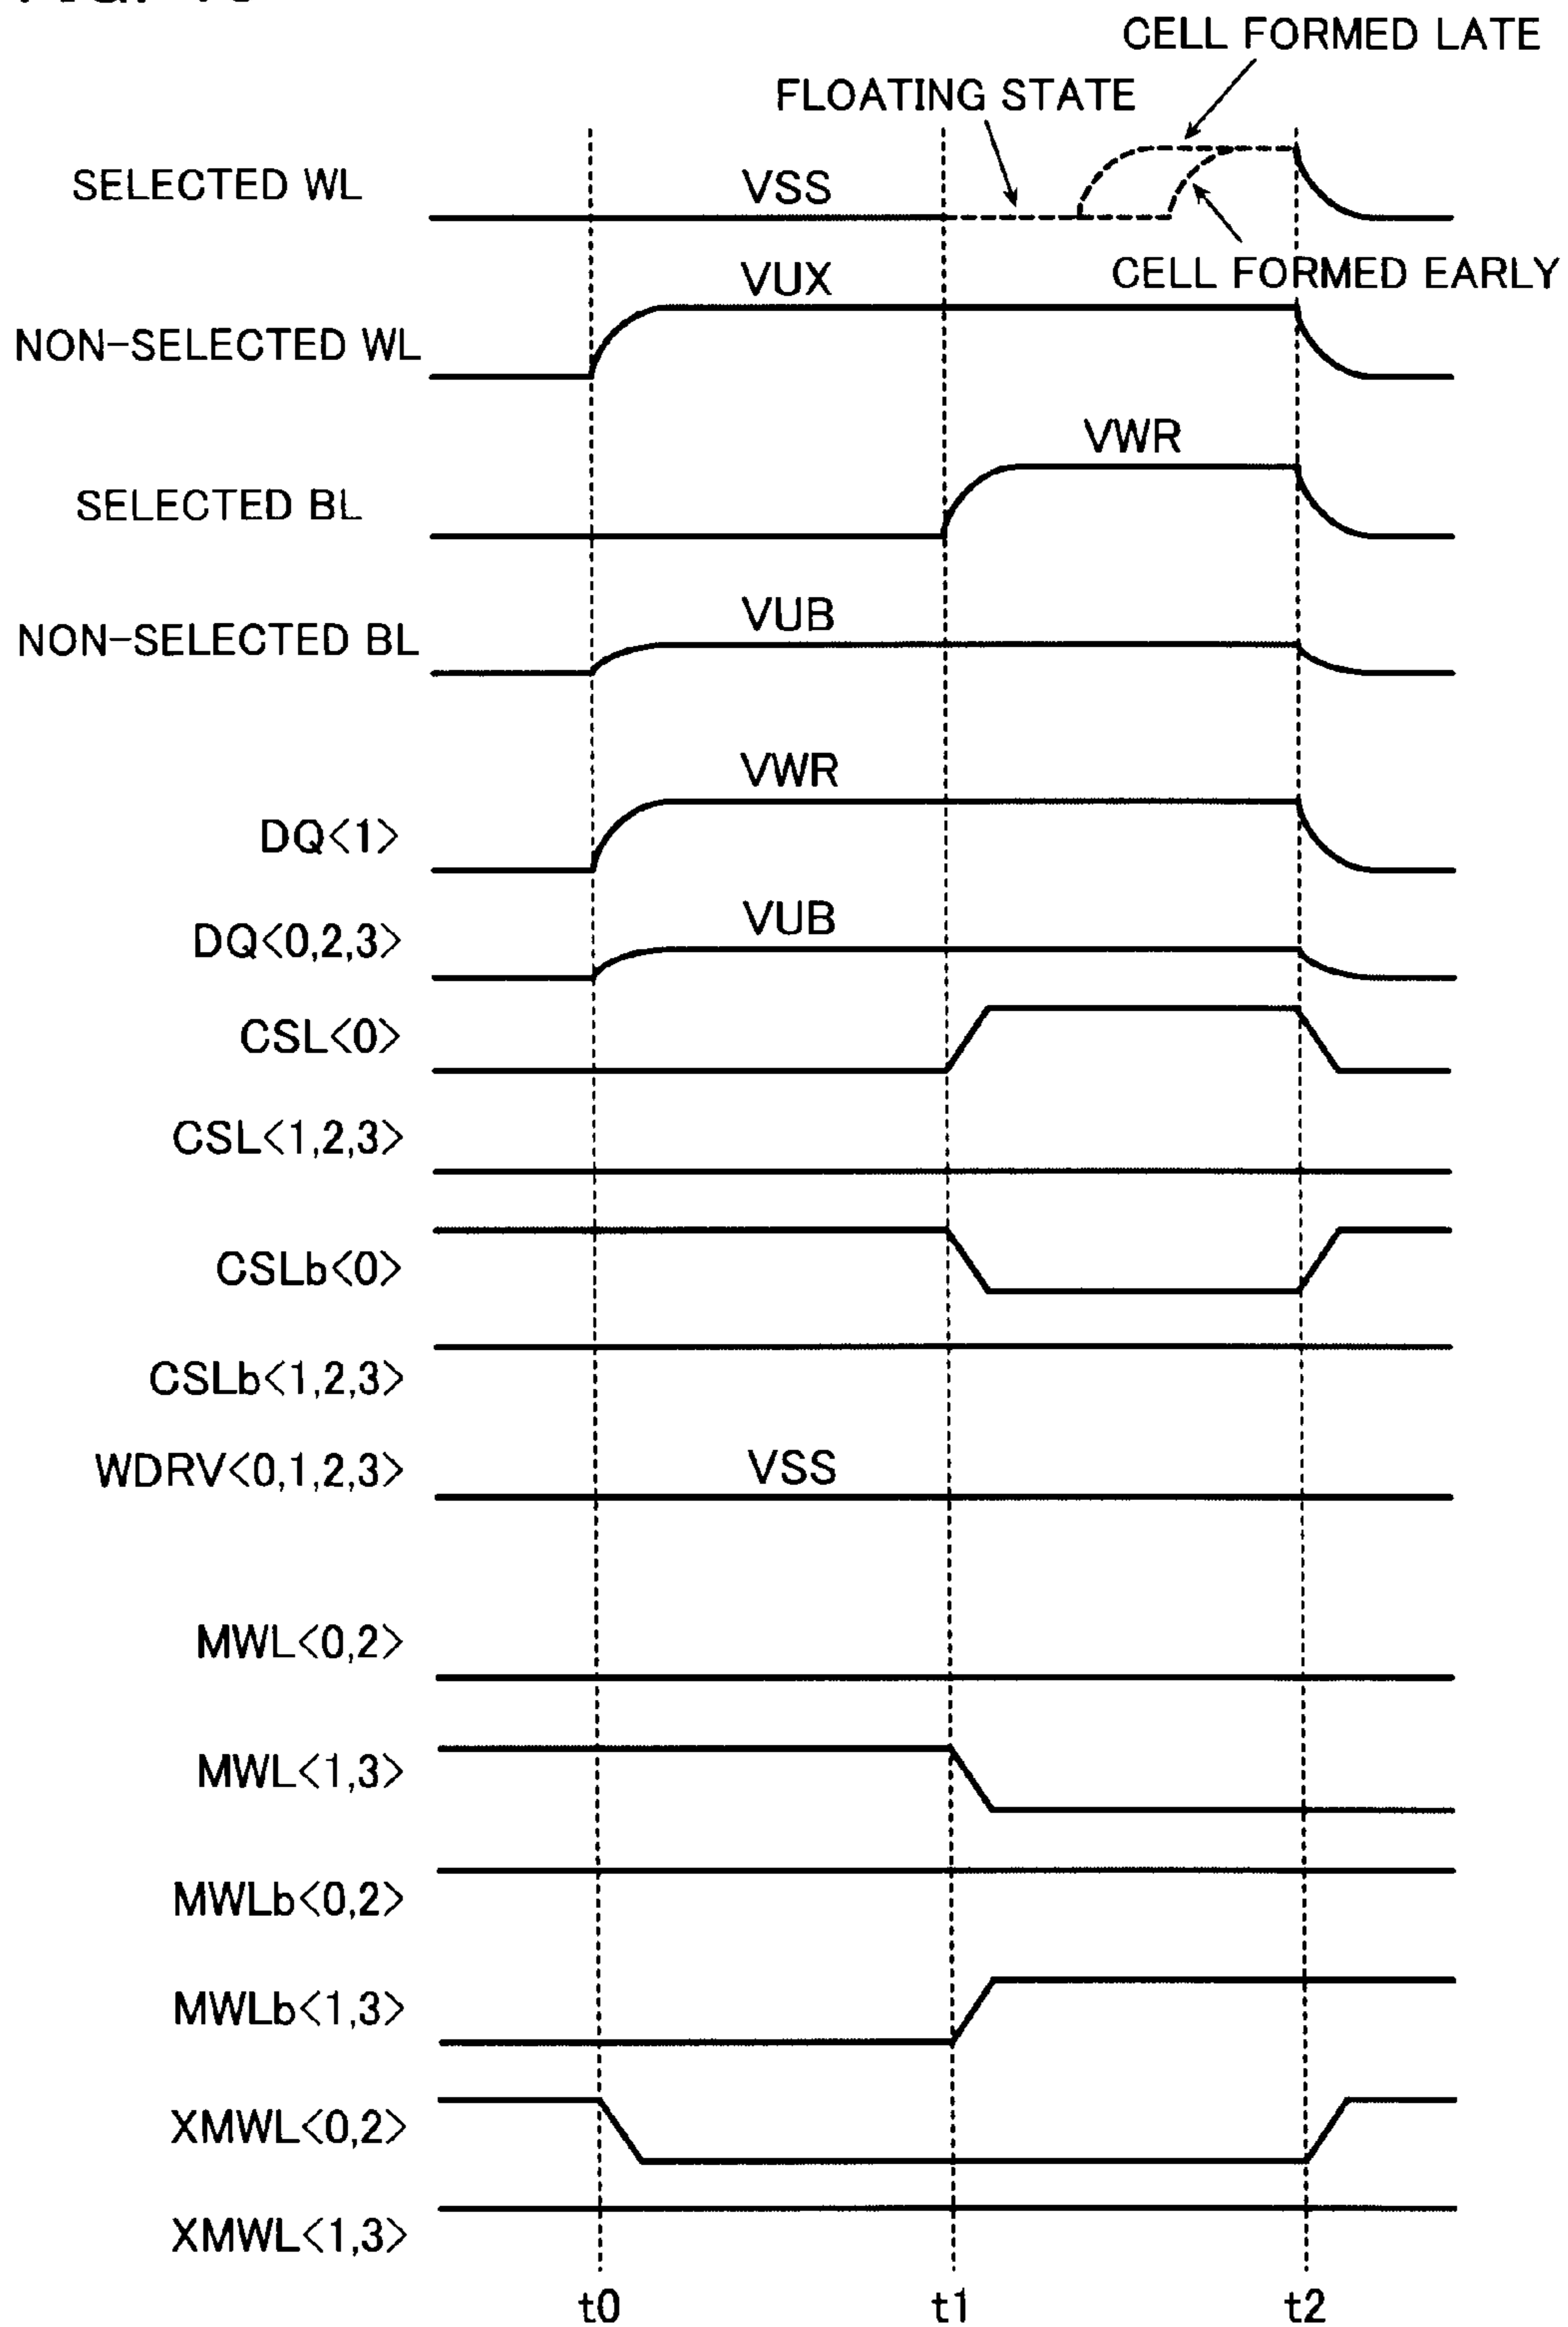 CELL FORMED LATE
FLOATING STATE
SELECTED WL
VSS
CELL FORMED EARLY
VUX
NON-SELECTED WL
VWR
SELECTED BL
VUB
NON-SELECTED BL
VWR
DQ<1>
VUB
DQ<0,2,3>
CSL<0>
CSL<1,2,3>
CSLb<0>
CSLb<1,2,3>
WDRV<0,1,2,3>
VSS
MWL<0,2>
MWL<1,3>
MWLb<0,2>
MWLb<1,3>
XMWL<0,2>
XMWL<1,3>
t0 t1 t2